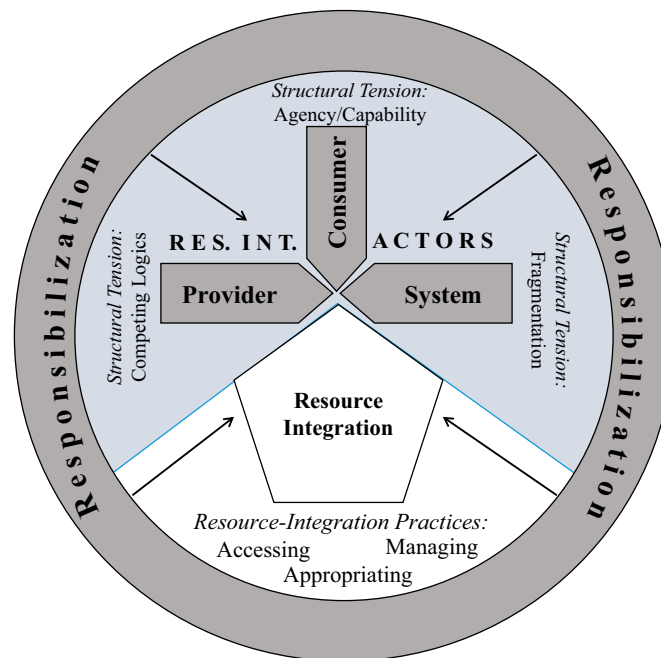 Responsibilization
Structural Tension:
Agency/Capability
Responsibilization
Consumer
RES. INT.
ACTORS
Structural Tension:
Competing Logics
Provider
System
Structural Tension:
Fragmentation
Resource
Integration
Resource-Integration Practices:
Accessing
Managing
Appropriating